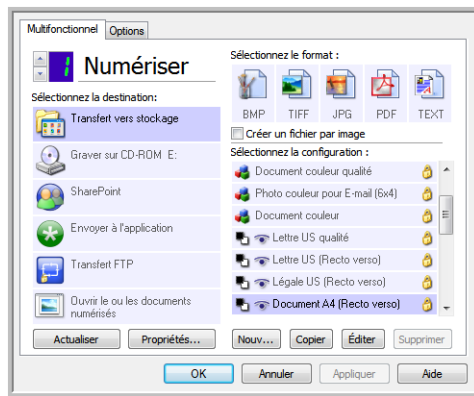 Multifonctionnel
Options
1
Numériser
Sélectionnez la destination:
Transfert vers stockage
Graver sur CD-ROM  E:
SharePoint
Envoyer à l'application
Transfert FTP
Ouvrir le ou les documents
numérisés
Actualiser
Propriétés...
Sélectionnez le format :
BMP
TIFF
JPG
PDF
TEXT
Créer un fichier par image
Sélectionnez la configuration :
Document couleur qualité
Photo couleur pour E-mail (6x4)
Document couleur
Lettre US qualité
Lettre US (Recto verso)
Légale US (Recto verso)
Document A4 (Recto verso)
Nouv...
Copier
Éditer
Supprimer
OK
Annuler
Appliquer
Aide